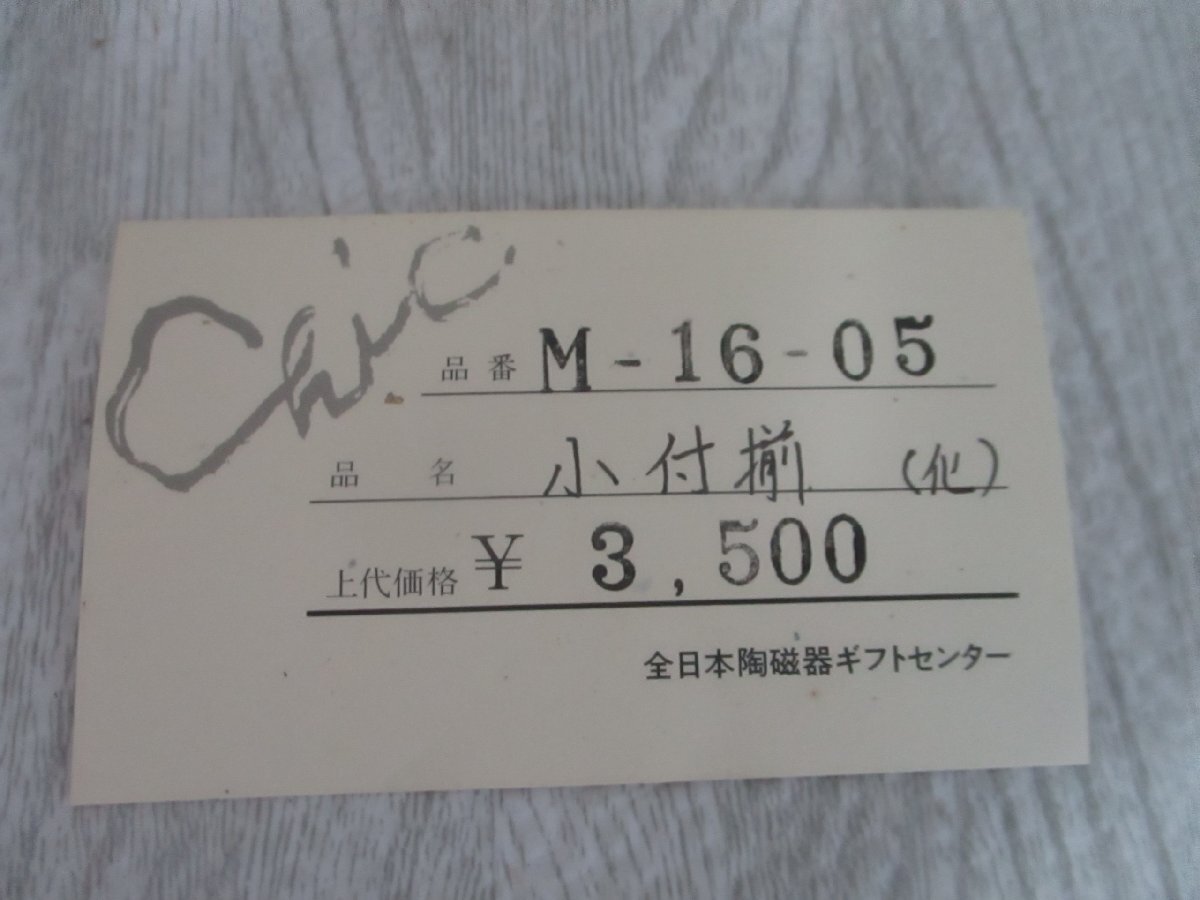 Chic
品番 M-16-05
品名 小付揃 (化)
上代価格 ¥ 3,500
全日本陶磁器ギフトセンター